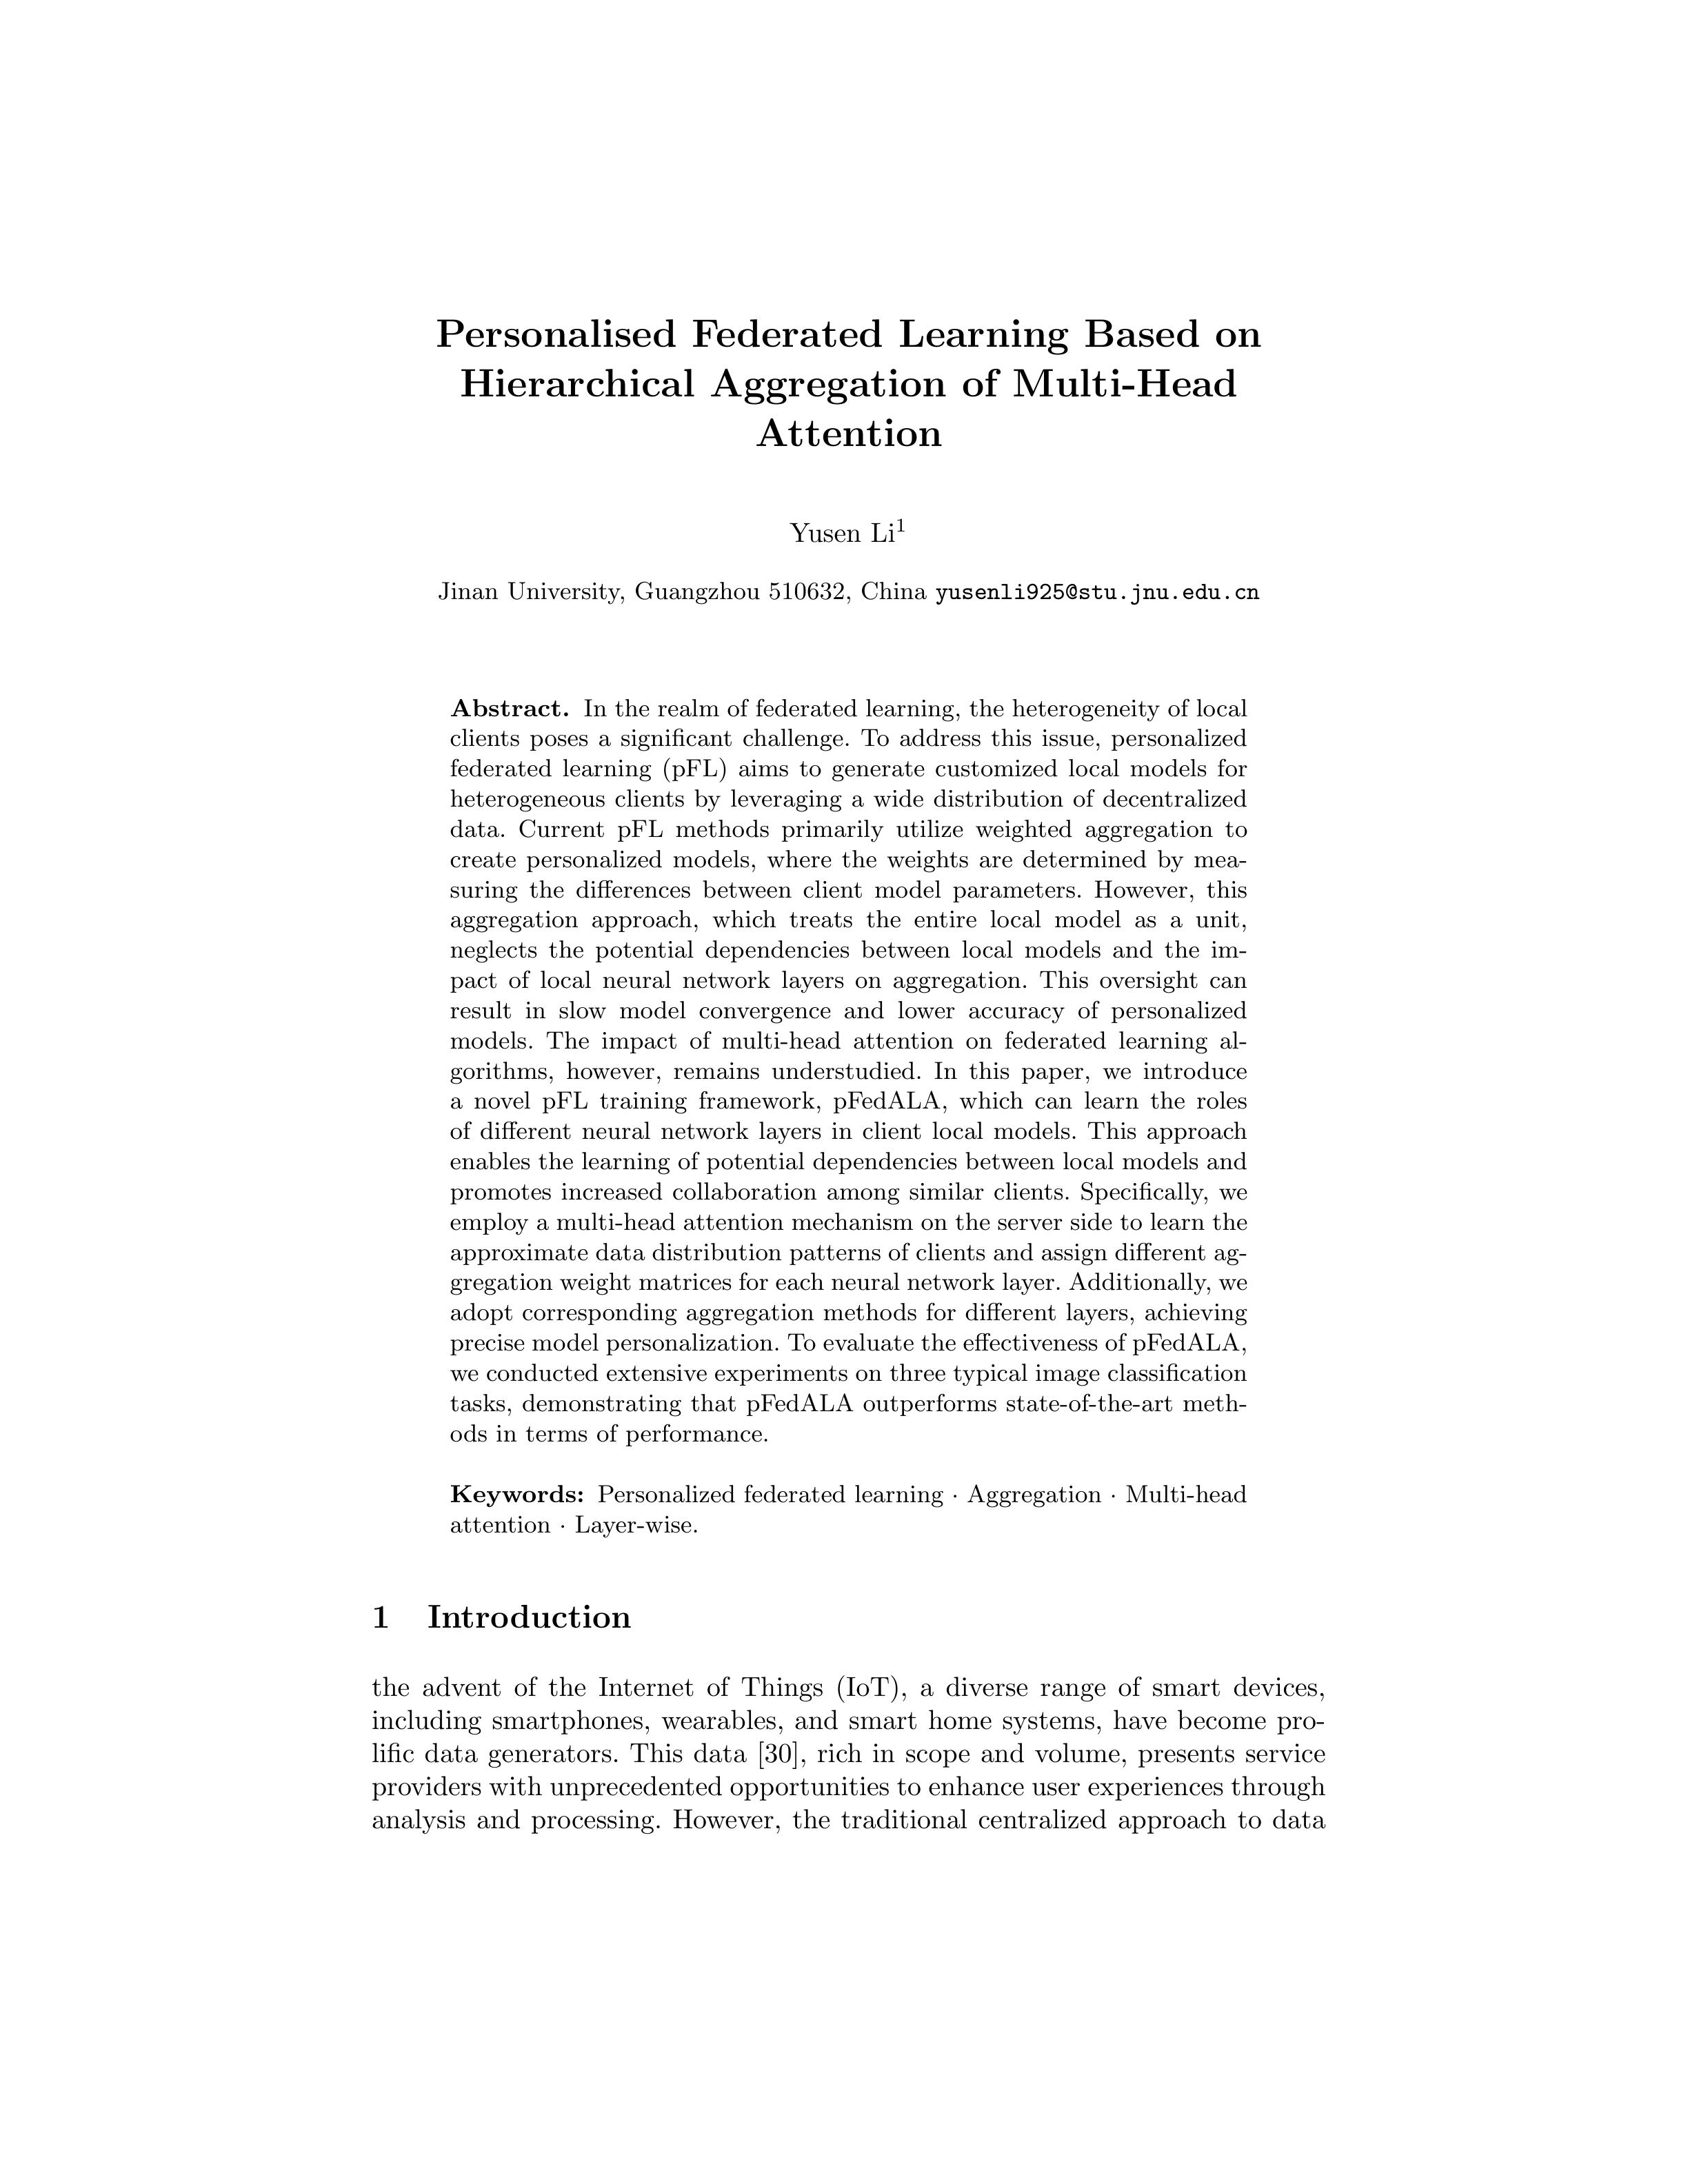 Personalised Federated Learning Based on
Hierarchical Aggregation of Multi-Head
Attention
Yusen Li1
Jinan University, Guangzhou 510632, China yusenli925@stu.jnu.edu.cn
Abstract. In the realm of federated learning, the heterogeneity of local
clients poses a significant challenge. To address this issue, personalized
federated learning (pFL) aims to generate customized local models for
heterogeneous clients by leveraging a wide distribution of decentralized
data. Current pFL methods primarily utilize weighted aggregation to
create personalized models, where the weights are determined by mea-
suring the differences between client model parameters. However, this
aggregation approach, which treats the entire local model as a unit,
neglects the potential dependencies between local models and the im-
pact of local neural network layers on aggregation. This oversight can
result in slow model convergence and lower accuracy of personalized
models. The impact of multi-head attention on federated learning al-
gorithms, however, remains understudied. In this paper, we introduce
a novel pFL training framework, pFedALA, which can learn the roles
of different neural network layers in client local models. This approach
enables the learning of potential dependencies between local models and
promotes increased collaboration among similar clients. Specifically, we
employ a multi-head attention mechanism on the server side to learn the
approximate data distribution patterns of clients and assign different ag-
gregation weight matrices for each neural network layer. Additionally, we
adopt corresponding aggregation methods for different layers, achieving
precise model personalization. To evaluate the effectiveness of pFedALA,
we conducted extensive experiments on three typical image classification
tasks, demonstrating that pFedALA outperforms state-of-the-art meth-
ods in terms of performance.
Keywords: Personalized federated learning · Aggregation · Multi-head
attention · Layer-wise.
1 Introduction
the advent of the Internet of Things (IoT), a diverse range of smart devices,
including smartphones, wearables, and smart home systems, have become pro-
lific data generators. This data [30], rich in scope and volume, presents service
providers with unprecedented opportunities to enhance user experiences through
analysis and processing. However, the traditional centralized approach to data